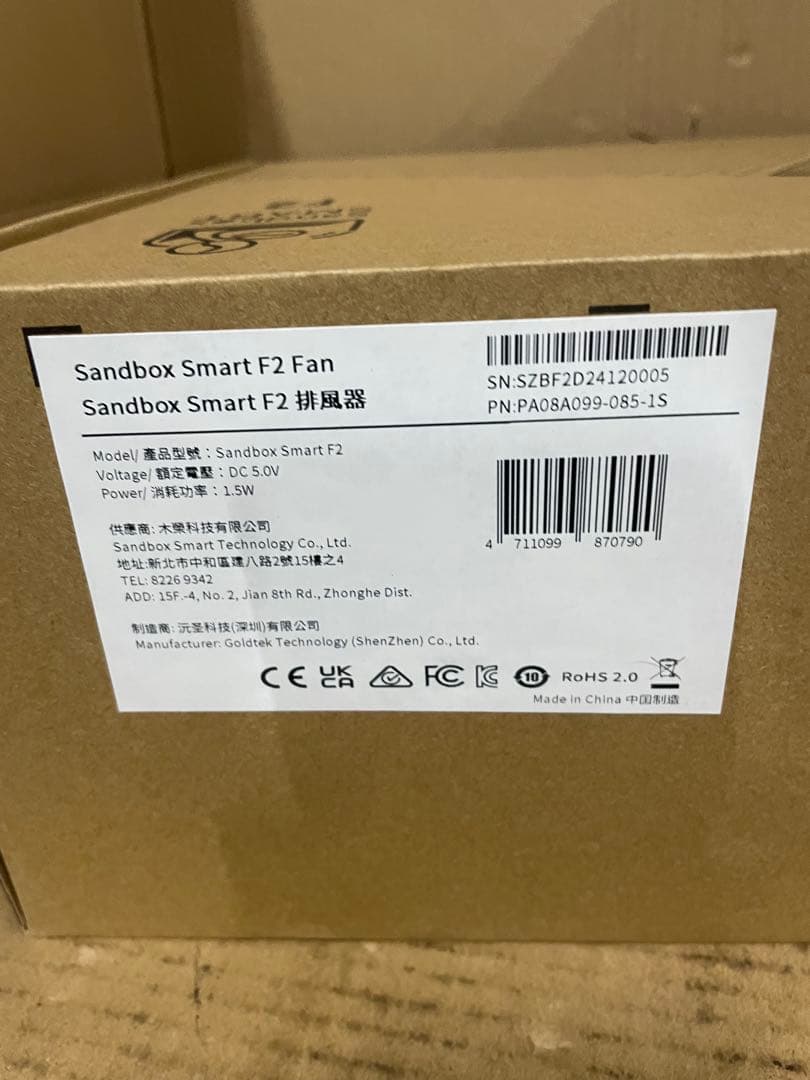 Sandbox Smart F2 Fan
Sandbox Smart F2 排風器
SN:SZBF2D24120005
PN:PA08A099-085-1S
Model/ 產品型號：Sandbox Smart F2
Voltage/ 額定電壓：DC 5.0V
Power/ 消耗功率：1.5W
4 711099 870790
供應商: 木榮科技有限公司
Sandbox Smart Technology Co., Ltd.
地址:新北市中和區建八路2號15樓之4
TEL: 8226 9342
ADD: 15F.-4, No. 2, Jian 8th Rd., Zhonghe Dist.
制造商: 沅圣科技(深圳)有限公司
Manufacturer: Goldtek Technology (ShenZhen) Co., Ltd.
CE UK CA FC 10 RoHS 2.0
Made in China 中国制造